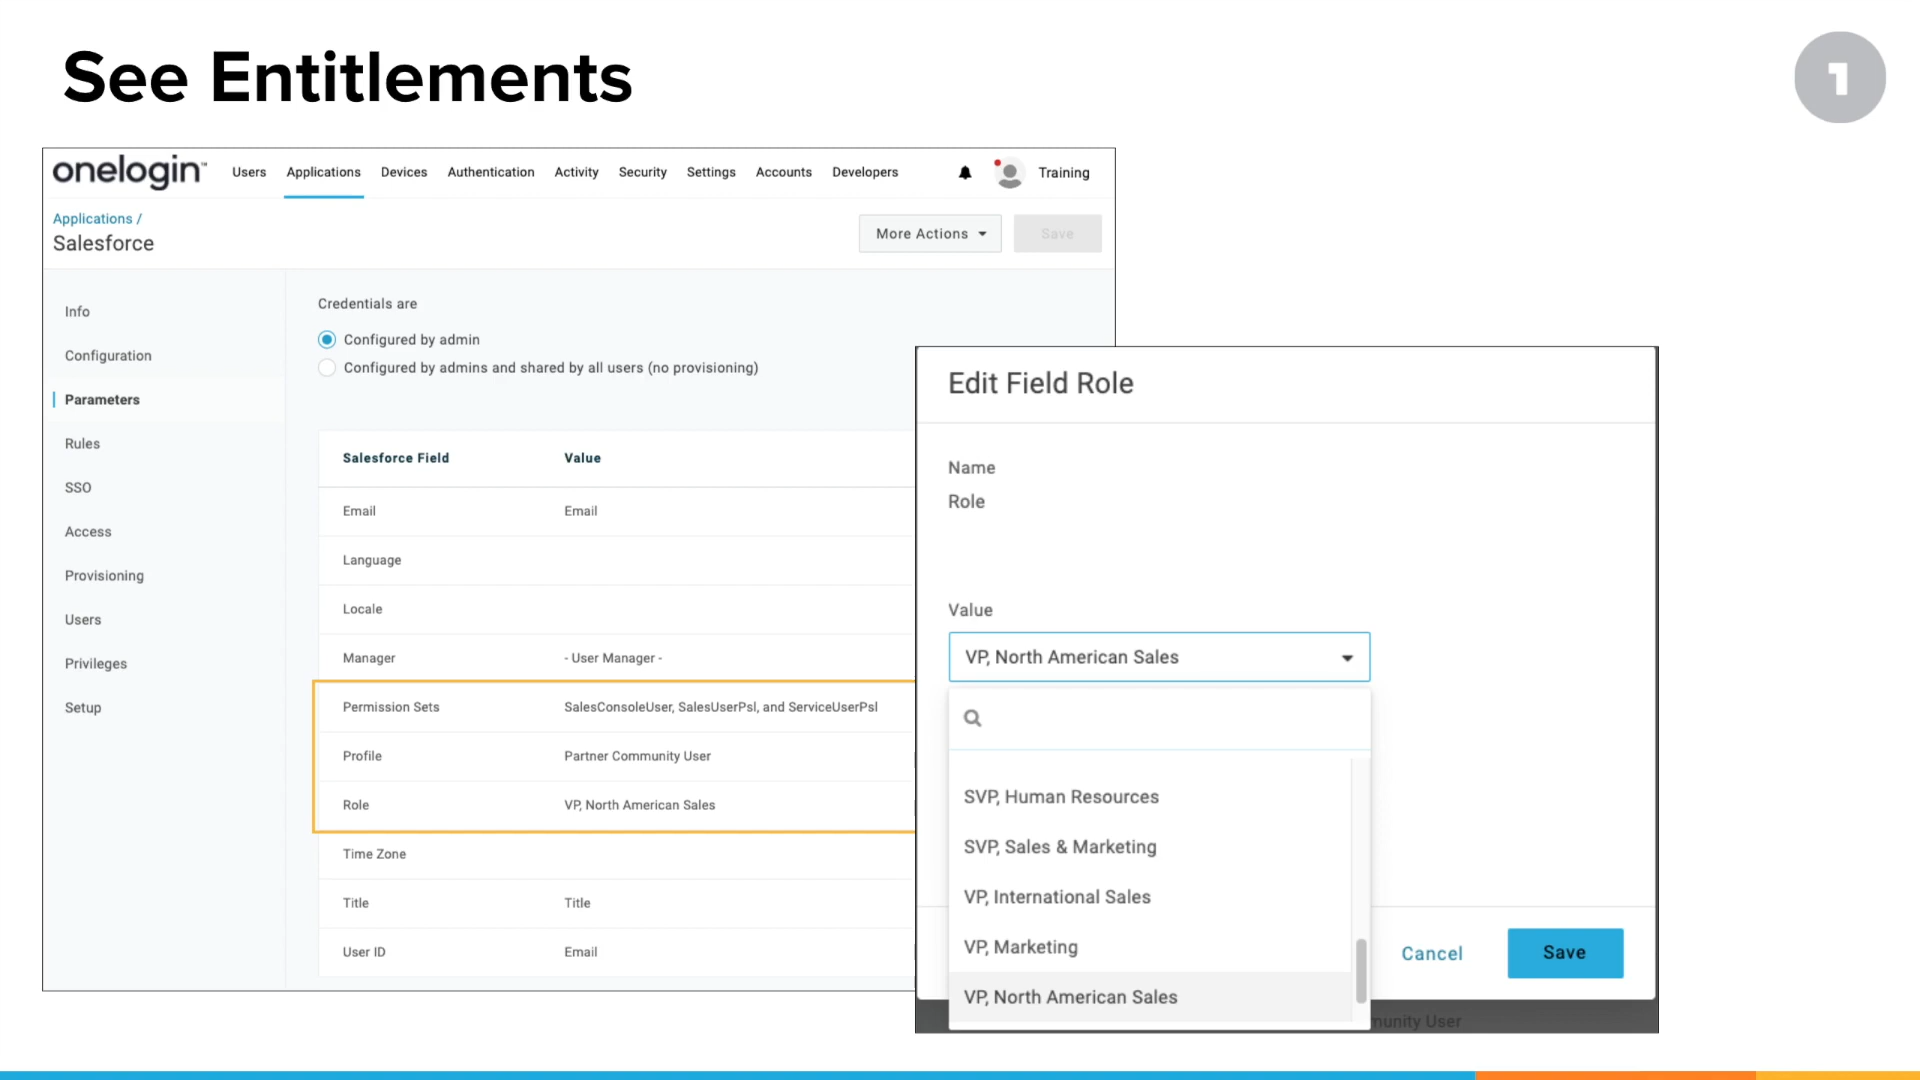 See Entitlements
1
onelogin™ Users Applications Devices Authentication Activity Security Settings Accounts Developers Training
Applications /
Salesforce
More Actions Save
Info
Configuration
Parameters
Rules
SSO
Access
Provisioning
Users
Privileges
Setup
Credentials are
Configured by admin
Configured by admins and shared by all users (no provisioning)
Salesforce Field Value
Email Email
Language
Locale
Manager - User Manager -
Permission Sets SalesConsoleUser, SalesUserPsl, and ServiceUserPsl
Profile Partner Community User
Role VP, North American Sales
Time Zone
Title Title
User ID Email
Edit Field Role
Name
Role
Value
VP, North American Sales
SVP, Human Resources
SVP, Sales & Marketing
VP, International Sales
VP, Marketing
VP, North American Sales
Cancel Save
munity User